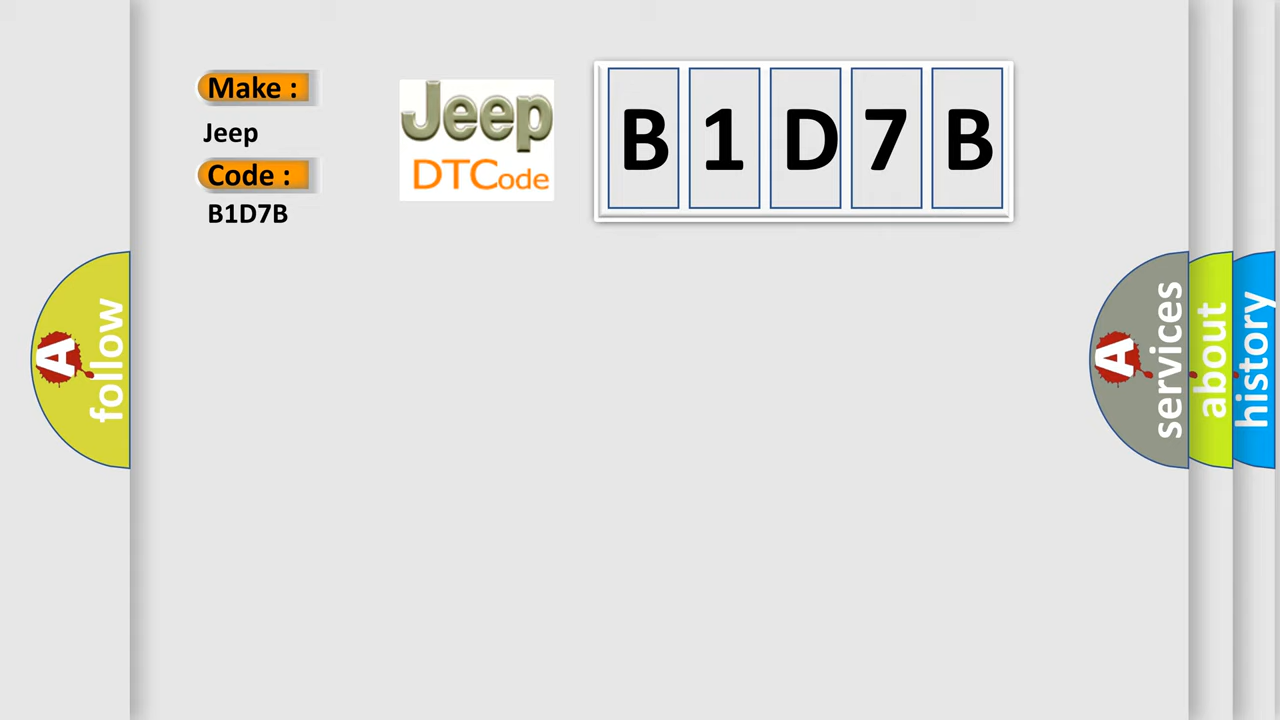 Make :
Jeep
Code :
B1D7B
Jeep
DTCode
B 1 D 7 B
A follow
A services
about
history